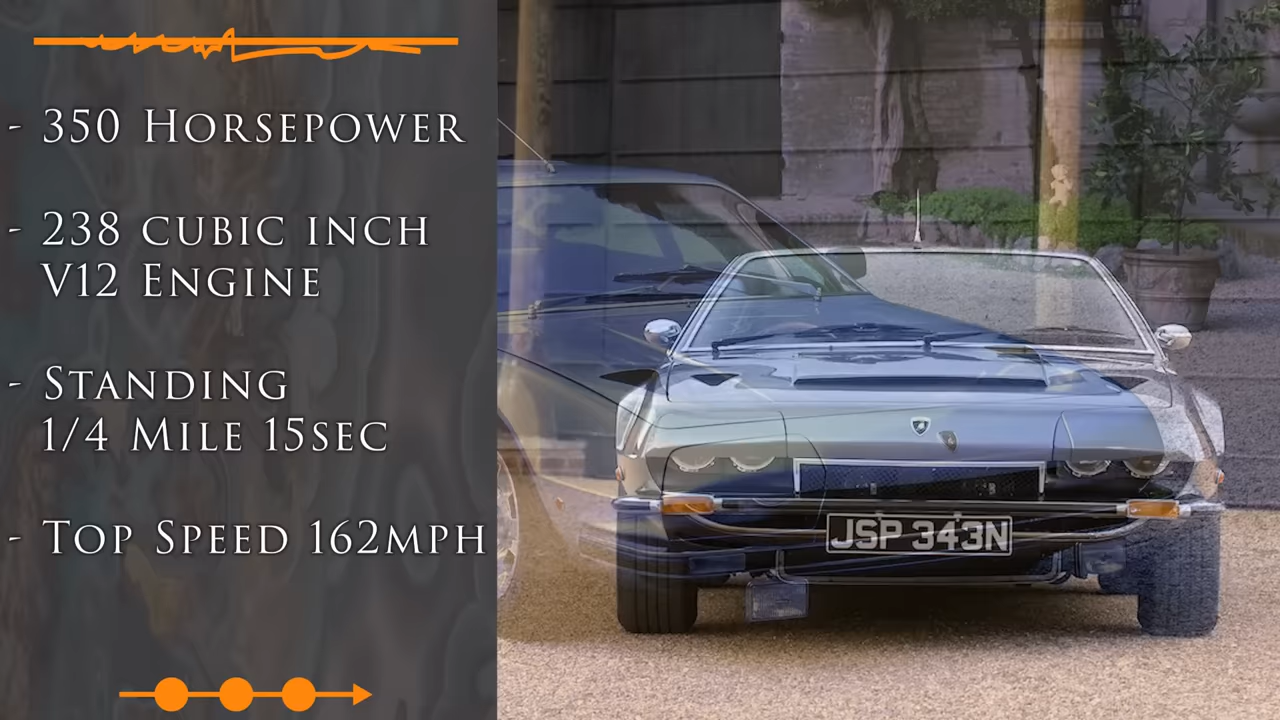 - 350 Horsepower
- 238 cubic inch
V12 Engine
- Standing
1/4 Mile 15sec
- Top Speed 162mph
JSP 343N